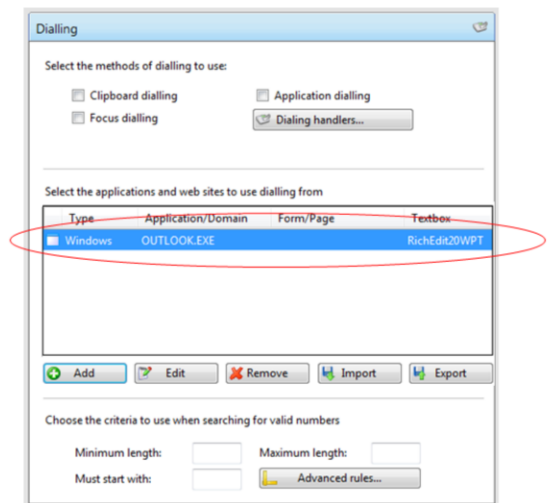 Dialling
Select the methods of dialling to use:
Clipboard dialling Application dialling
Focus dialling Dialing handlers...
Select the applications and web sites to use dialling from
Type Application/Domain Form/Page Textbox
Windows OUTLOOK.EXE RichEdit20WPT
Add Edit Remove Import Export
Choose the criteria to use when searching for valid numbers
Minimum length: Maximum length:
Must start with: Advanced rules...